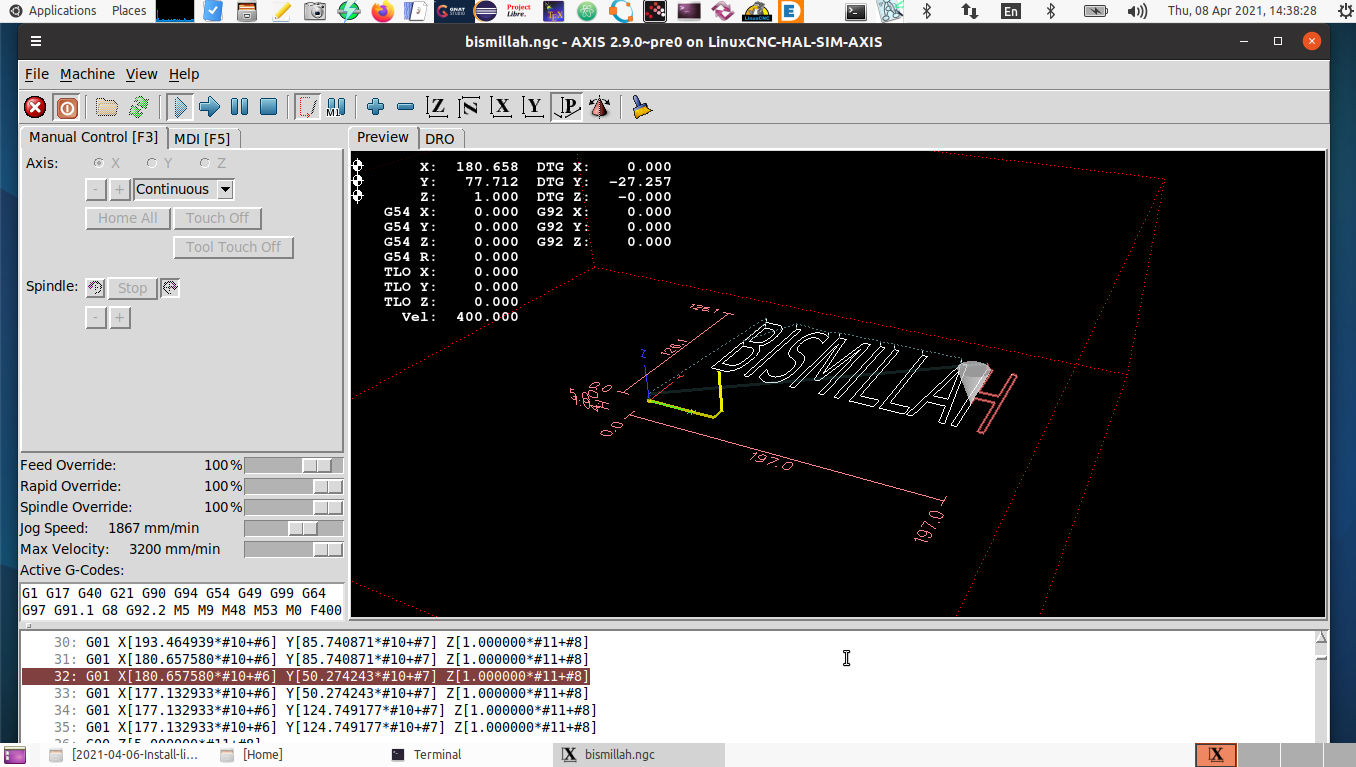 Applications Places
Thu, 08 Apr 2021, 14:38:28
En
bismillah.ngc - AXIS 2.9.0~pre0 on LinuxCNC-HAL-SIM-AXIS
File Machine View Help
Manual Control [F3] MDI [F5]
Preview DRO
Axis: X Y Z
- + Continuous
Home All Touch Off
Tool Touch Off
Spindle: Stop
- +
X: 180.658 DTG X: 0.000
Y: 77.712 DTG Y: -27.257
Z: 1.000 DTG Z: -0.000
G54 X: 0.000 G92 X: 0.000
G54 Y: 0.000 G92 Y: 0.000
G54 Z: 0.000 G92 Z: 0.000
G54 R: 0.000
TLO X: 0.000
TLO Y: 0.000
TLO Z: 0.000
Vel: 400.000
BISMILLAH
126.1
126.1
Z
0.0
197.0
197.0
Feed Override: 100%
Rapid Override: 100%
Spindle Override: 100%
Jog Speed: 1867 mm/min
Max Velocity: 3200 mm/min
Active G-Codes:
G1 G17 G40 G21 G90 G94 G54 G49 G99 G64
G97 G91.1 G8 G92.2 M5 M9 M48 M53 M0 F400
30: G01 X[193.464939*#10+#6] Y[85.740871*#10+#7] Z[1.000000*#11+#8]
31: G01 X[180.657580*#10+#6] Y[85.740871*#10+#7] Z[1.000000*#11+#8]
32: G01 X[180.657580*#10+#6] Y[50.274243*#10+#7] Z[1.000000*#11+#8]
33: G01 X[177.132933*#10+#6] Y[50.274243*#10+#7] Z[1.000000*#11+#8]
34: G01 X[177.132933*#10+#6] Y[124.749177*#10+#7] Z[1.000000*#11+#8]
35: G01 X[177.132933*#10+#6] Y[124.749177*#10+#7] Z[1.000000*#11+#8]
[2021-04-06-Install-li... [Home] Terminal bismillah.ngc